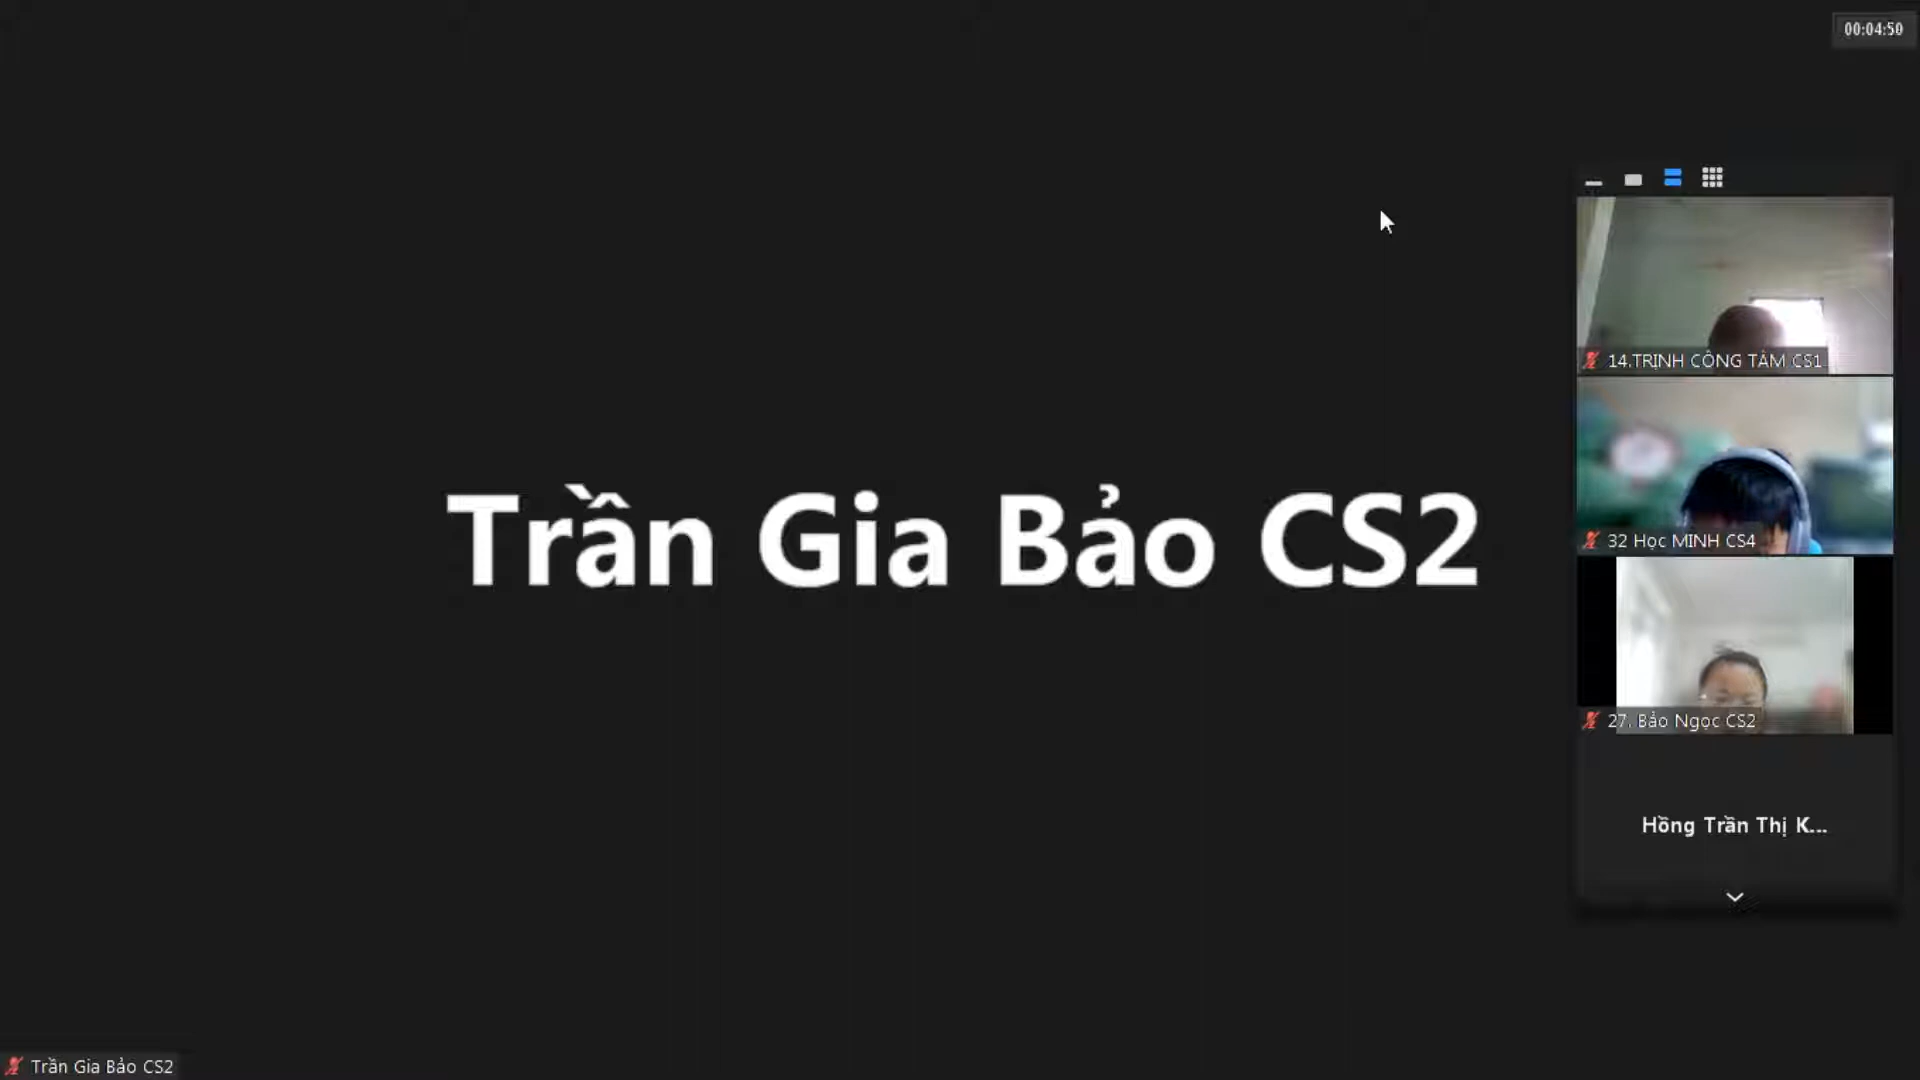 00:04:50
14.TRỊNH CÔNG TÂM CS1
32 Học MINH CS4
Trần Gia Bảo CS2
27. Bảo Ngọc CS2
Hồng Trần Thị K...
Trần Gia Bảo CS2